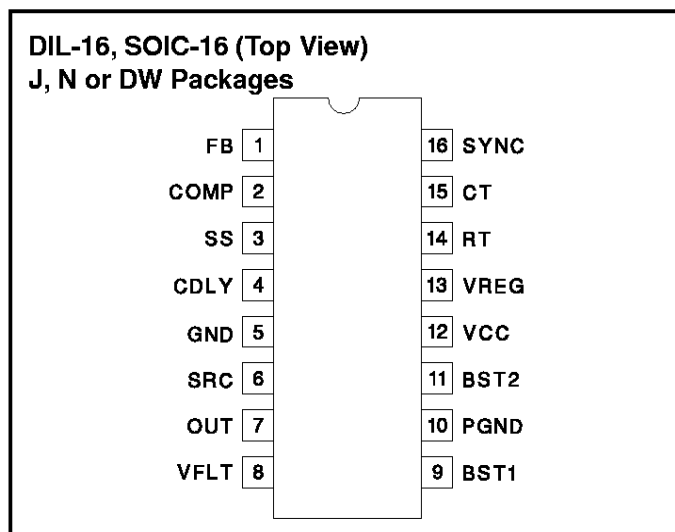 DIL-16, SOIC-16 (Top View)
J, N or DW Packages
FB 1 16 SYNC
COMP 2 15 CT
SS 3 14 RT
CDLY 4 13 VREG
GND 5 12 VCC
SRC 6 11 BST2
OUT 7 10 PGND
VFLT 8 9 BST1